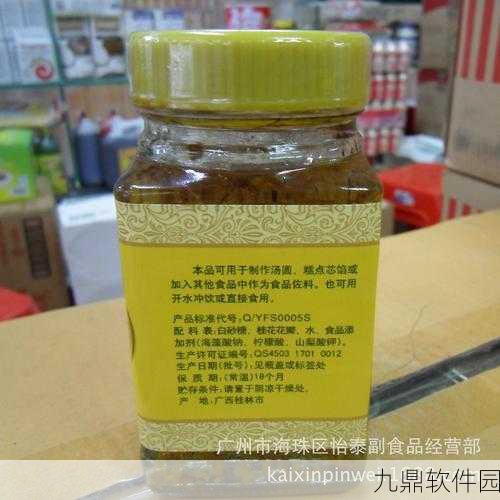 本品可用于制作汤圆、糕点芯馅或
加入其他食品中作为食品佐料。也可用
开水冲饮或直接食用。
产品标准代号:Q/YFS0005S
配 料 表:白砂糖、桂花花瓣、水、食品添
加剂(海藻酸钠、柠檬酸、山梨酸钾)。
生产许可证编号:QS4503 1701 0012
生产日期(批号):见瓶盖或标签处
保 质 期:(常温)18个月
贮存条件:请置于阴凉干燥处。
产 地:广西桂林市
广州市海珠区怡泰副食品经营部
九鼎软件园